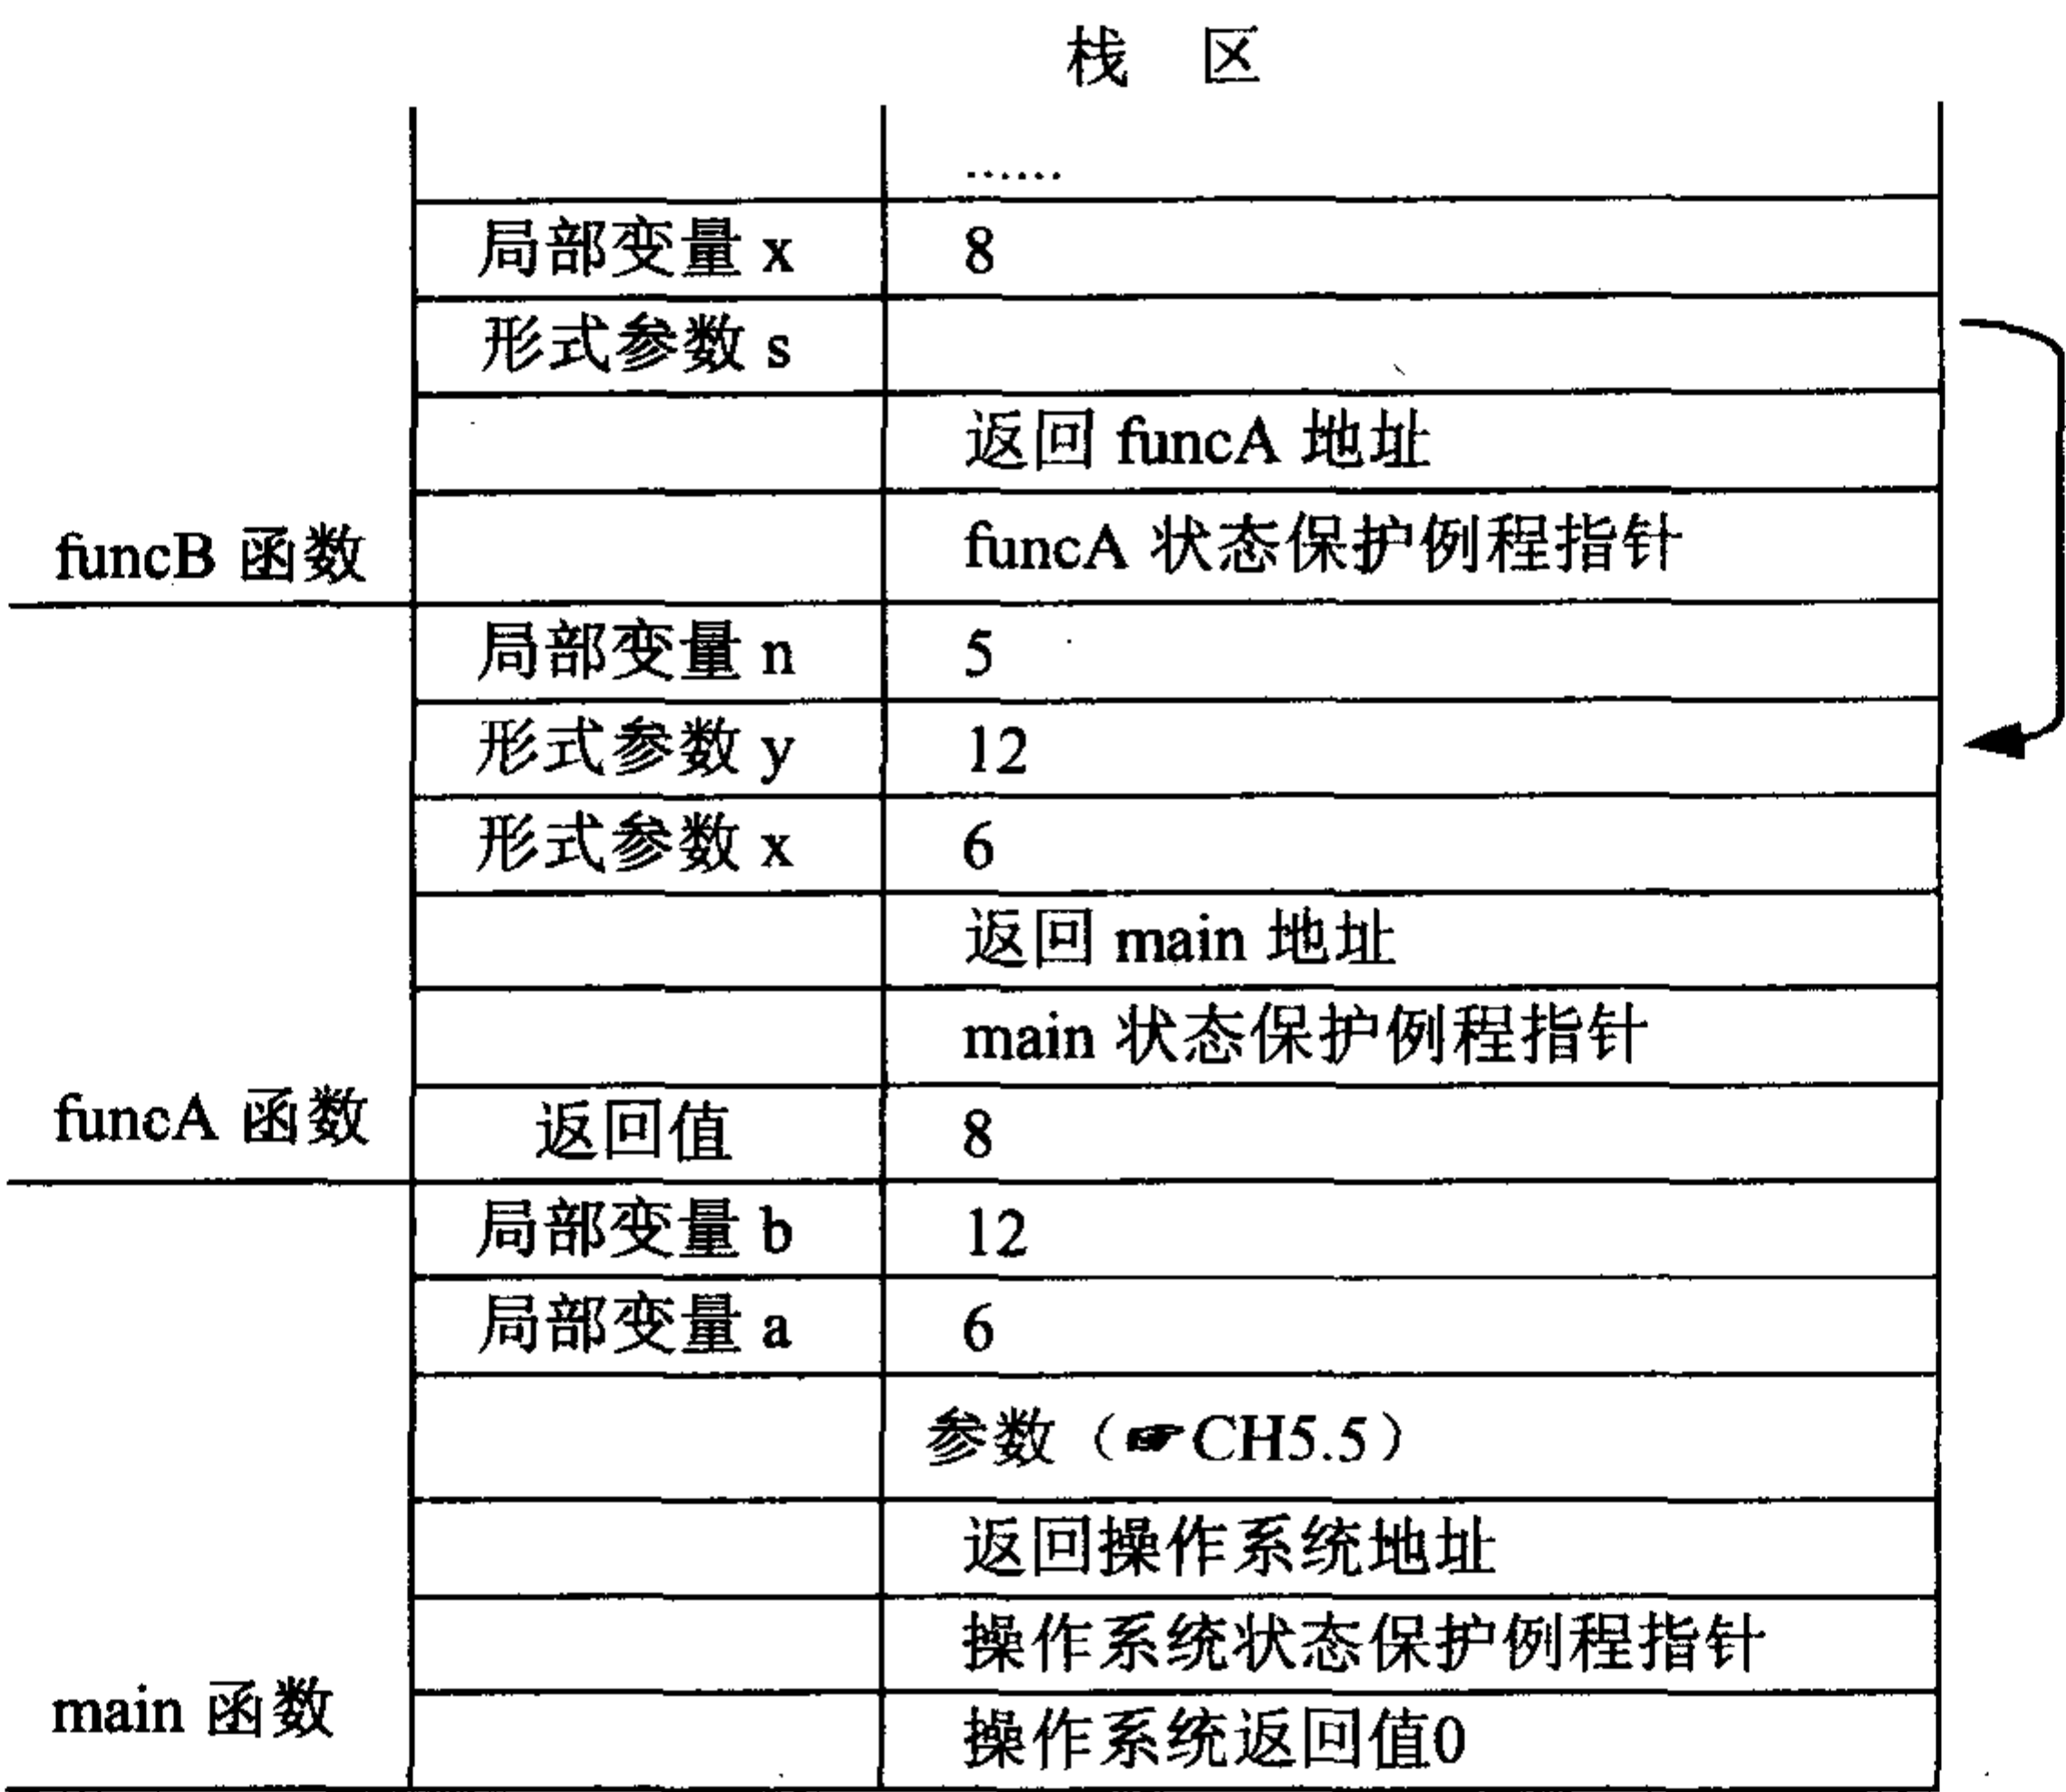 栈 区
……
局部变量 x 8
形式参数 s
返回 funcA 地址
funcB 函数 funcA 状态保护例程指针
局部变量 n 5
形式参数 y 12
形式参数 x 6
返回 main 地址
main 状态保护例程指针
funcA 函数 返回值 8
局部变量 b 12
局部变量 a 6
参数（☞CH5.5）
返回操作系统地址
操作系统状态保护例程指针
main 函数 操作系统返回值0